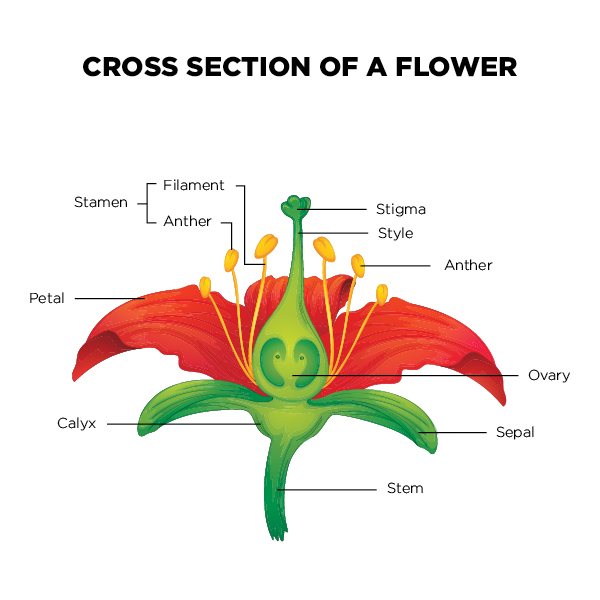 CROSS SECTION OF A FLOWER
Filament
Stamen
Anther
Stigma
Style
Anther
Petal
Ovary
Calyx
Sepal
Stem